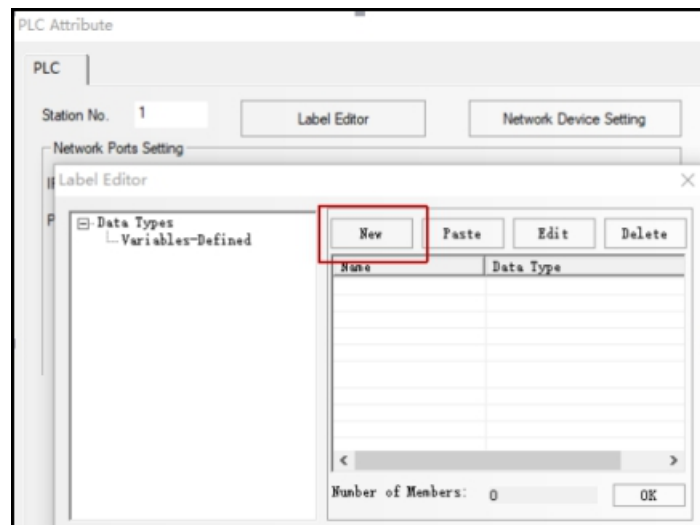 PLC Attribute
PLC
Station No. 1 Label Editor Network Device Setting
Network Ports Setting
Label Editor
P
Data Types
Variables-Defined
New Paste Edit Delete
Name Data Type
Number of Members: 0 OK